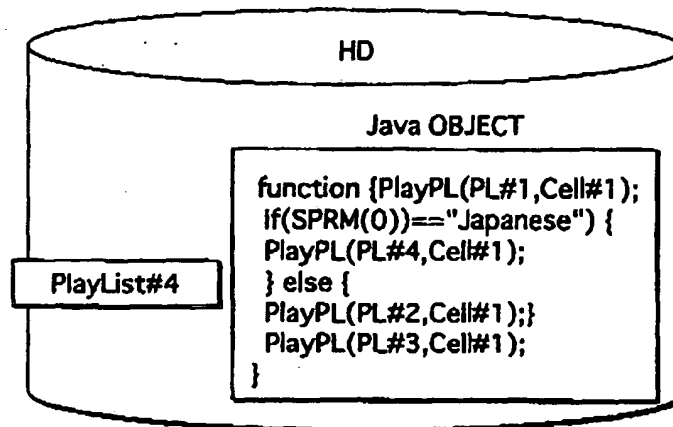 HD
Java OBJECT
function {PlayPL(PL#1,Cell#1);
if(SPRM(0))=="Japanese") {
PlayPL(PL#4,Cell#1);
} else {
PlayPL(PL#2,Cell#1);}
PlayPL(PL#3,Cell#1);
}
PlayList#4